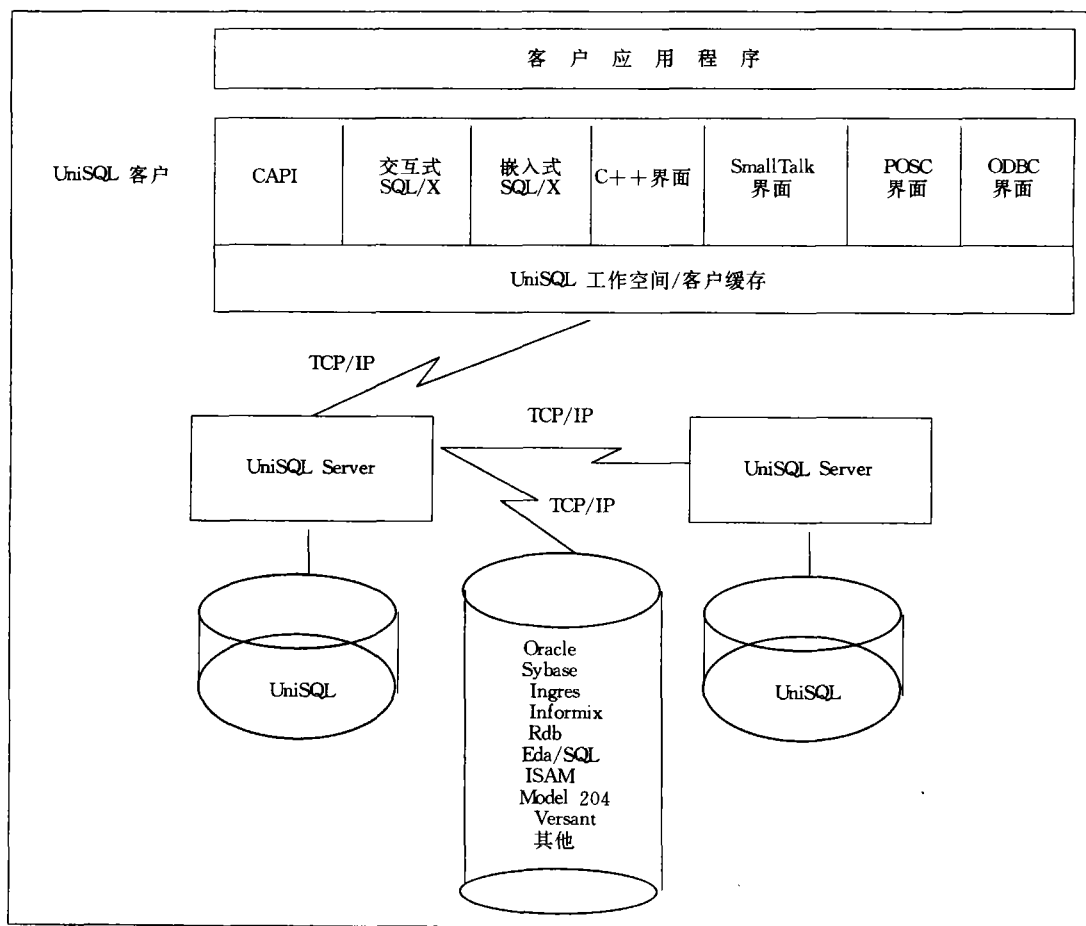 客户应用程序
UniSQL 客户
CAPI
交互式
SQL/X
嵌入式
SQL/X
C++界面
SmallTalk
界面
POSC
界面
ODBC
界面
UniSQL 工作空间/客户缓存
TCP/IP
TCP/IP
UniSQL Server
UniSQL Server
TCP/IP
Oracle
Sybase
Ingres
Informix
Rdb
Eda/SQL
ISAM
Model 204
Versant
其他
UniSQL
UniSQL